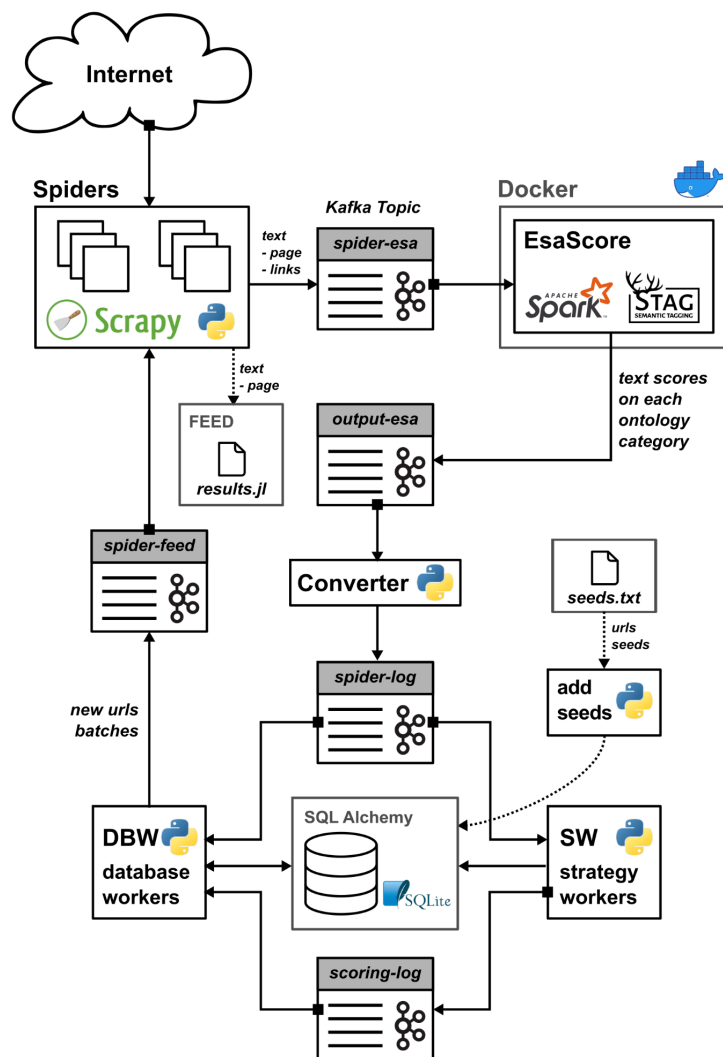 Internet
Spiders
Scrapy
text
- page
- links
Kafka Topic
spider-esa
Docker
EsaScore
APACHE
Spark
TM
STAG
SEMANTIC TAGGING
text
- page
FEED
results.jl
output-esa
text scores
on each
ontology
category
spider-feed
Converter
seeds.txt
urls
seeds
add
seeds
spider-log
new urls
batches
DBW
database
workers
SQL Alchemy
SQLite
SW
strategy
workers
scoring-log